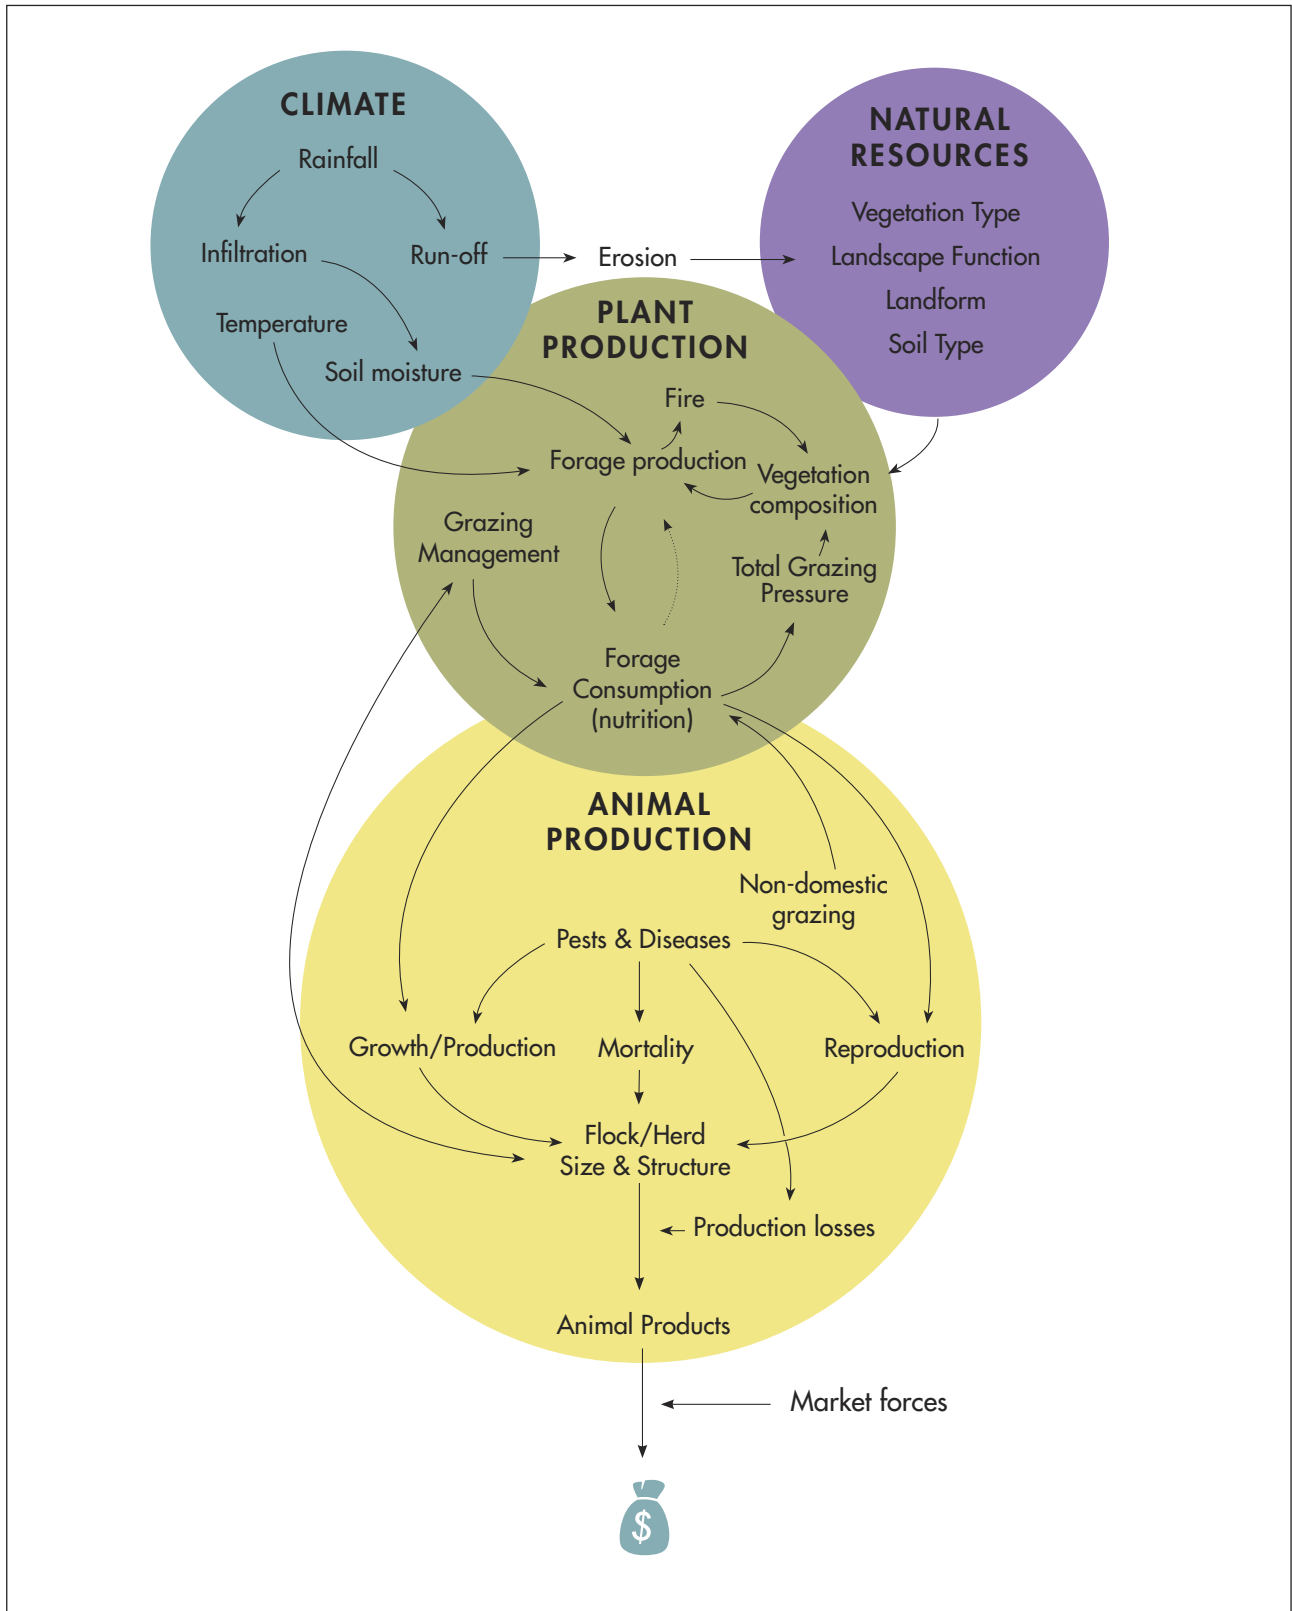 CLIMATE
Rainfall
Infiltration
Run-off
Temperature
Soil moisture
Erosion
NATURAL
RESOURCES
Vegetation Type
Landscape Function
Landform
Soil Type
PLANT
PRODUCTION
Fire
Forage production
Vegetation
composition
Grazing
Management
Total Grazing
Pressure
Forage
Consumption
(nutrition)
ANIMAL
PRODUCTION
Non-domestic
grazing
Pests & Diseases
Growth/Production
Mortality
Reproduction
Flock/Herd
Size & Structure
Production losses
Animal Products
Market forces
$